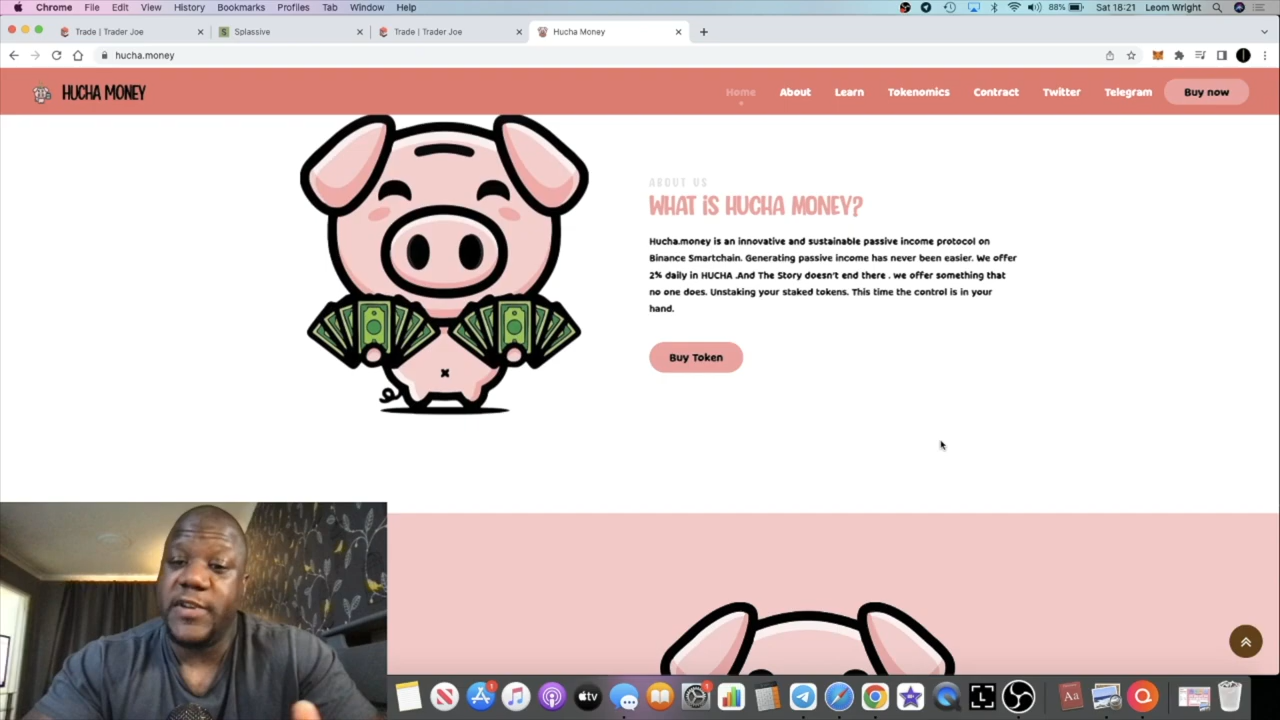 Chrome File Edit View History Bookmarks Profiles Tab Window Help 88% Sat 18:21 Leom Wright
Trade | Trader Joe Splassive Trade | Trader Joe Hucha Money
hucha.money
HUCHA MONEY Home About Learn Tokenomics Contract Twitter Telegram Buy now
ABOUT US
WHAT iS HUCHA MONEY?
Hucha.money is an innovative and sustainable passive income protocol on
Binance Smartchain. Generating passive income has never been easier. We offer
2% daily in HUCHA .And The Story doesn't end there . we offer something that
no one does. Unstaking your staked tokens. This time the control is in your
hand.
Buy Token
tv
Aa